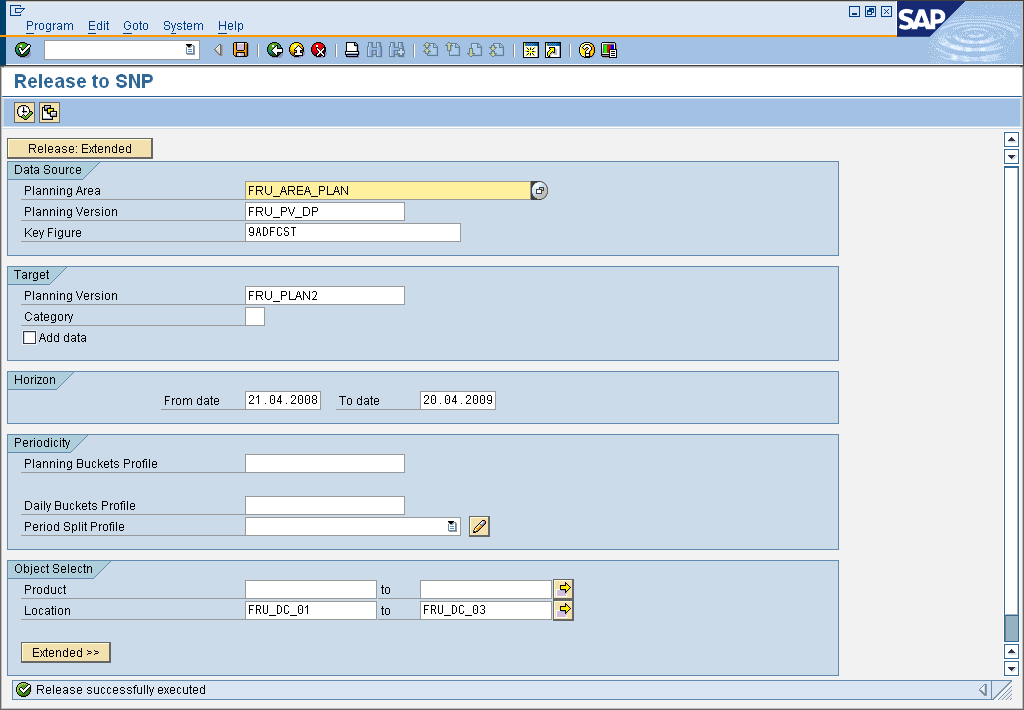 Program Edit Goto System Help
SAP
Release to SNP
Release: Extended
Data Source
Planning Area FRU_AREA_PLAN
Planning Version FRU_PV_DP
Key Figure 9ADFCST
Target
Planning Version FRU_PLAN2
Category
Add data
Horizon
From date 21.04.2008 To date 20.04.2009
Periodicity
Planning Buckets Profile
Daily Buckets Profile
Period Split Profile
Object Selectn
Product to
Location FRU_DC_01 to FRU_DC_03
Extended >>
Release successfully executed